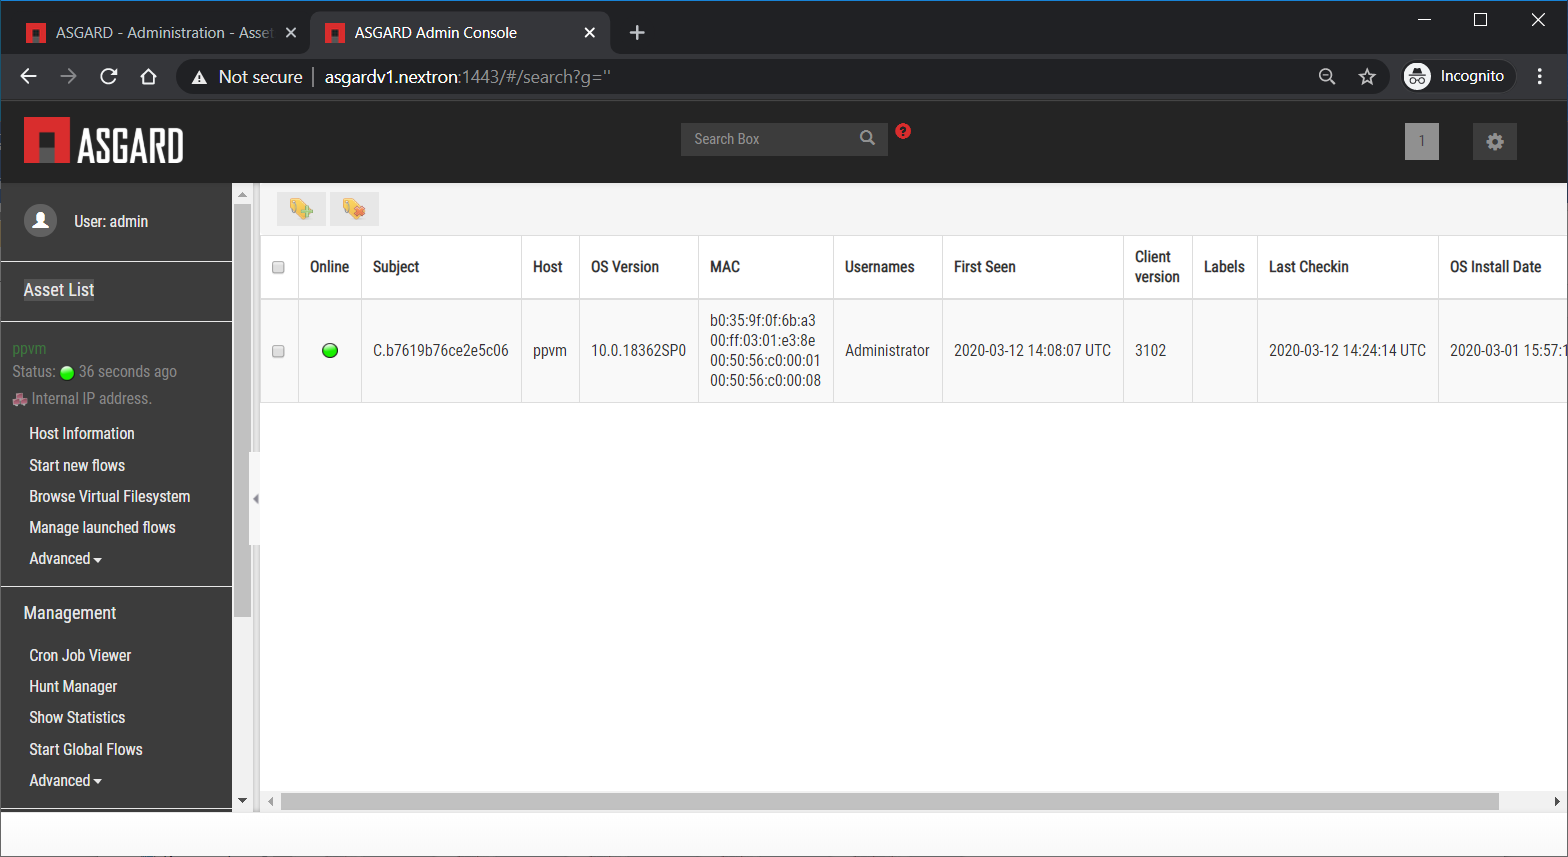 ASGARD - Administration - Asset
ASGARD Admin Console
Not secure | asgardv1.nextron:1443/#/search?g=''
Incognito
ASGARD
Search Box
?
1
User: admin
Asset List
ppvm
Status: 36 seconds ago
Internal IP address.
Host Information
Start new flows
Browse Virtual Filesystem
Manage launched flows
Advanced
Management
Cron Job Viewer
Hunt Manager
Show Statistics
Start Global Flows
Advanced
Online Subject Host OS Version MAC Usernames First Seen Client version Labels Last Checkin OS Install Date
C.b7619b76ce2e5c06 ppvm 10.0.18362SP0
b0:35:9f:0f:6b:a3
00:ff:03:01:e3:8e
00:50:56:c0:00:01
00:50:56:c0:00:08
Administrator 2020-03-12 14:08:07 UTC 3102 2020-03-12 14:24:14 UTC 2020-03-01 15:57:1